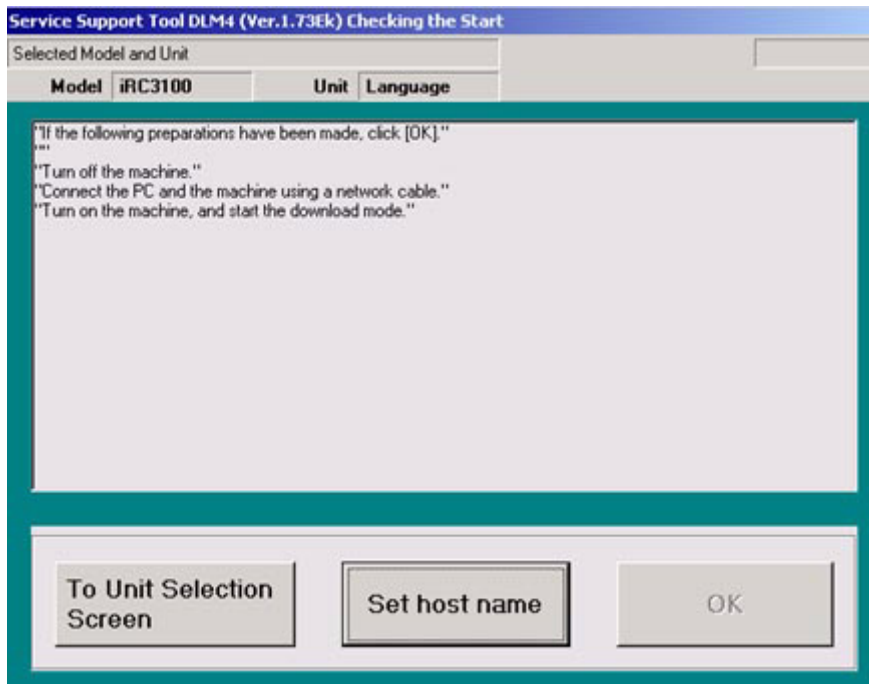 Service Support Tool DLM4 (Ver.1.73Ek) Checking the Start
Selected Model and Unit
Model iRC3100 Unit Language
"If the following preparations have been made, click [OK]."
""
"Turn off the machine."
"Connect the PC and the machine using a network cable."
"Turn on the machine, and start the download mode."
To Unit Selection
Screen
Set host name
OK